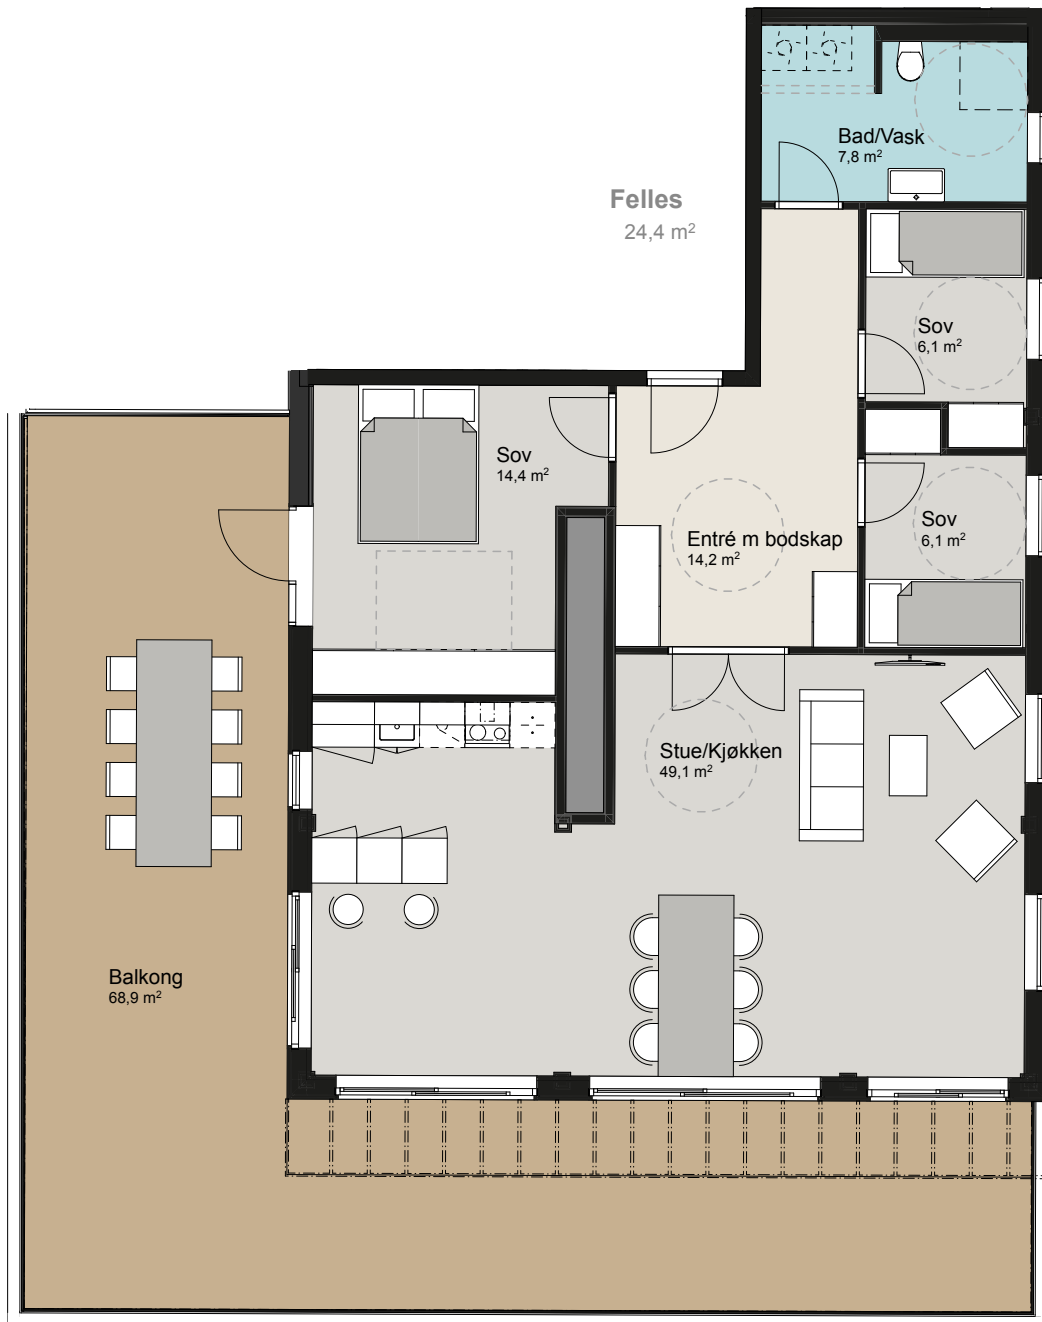 Bad/Vask
7,8 m²
Felles
24,4 m²
Sov
6,1 m²
Sov
14,4 m²
Sov
6,1 m²
Entré m bodskap
14,2 m²
Stue/Kjøkken
49,1 m²
Balkong
68,9 m²